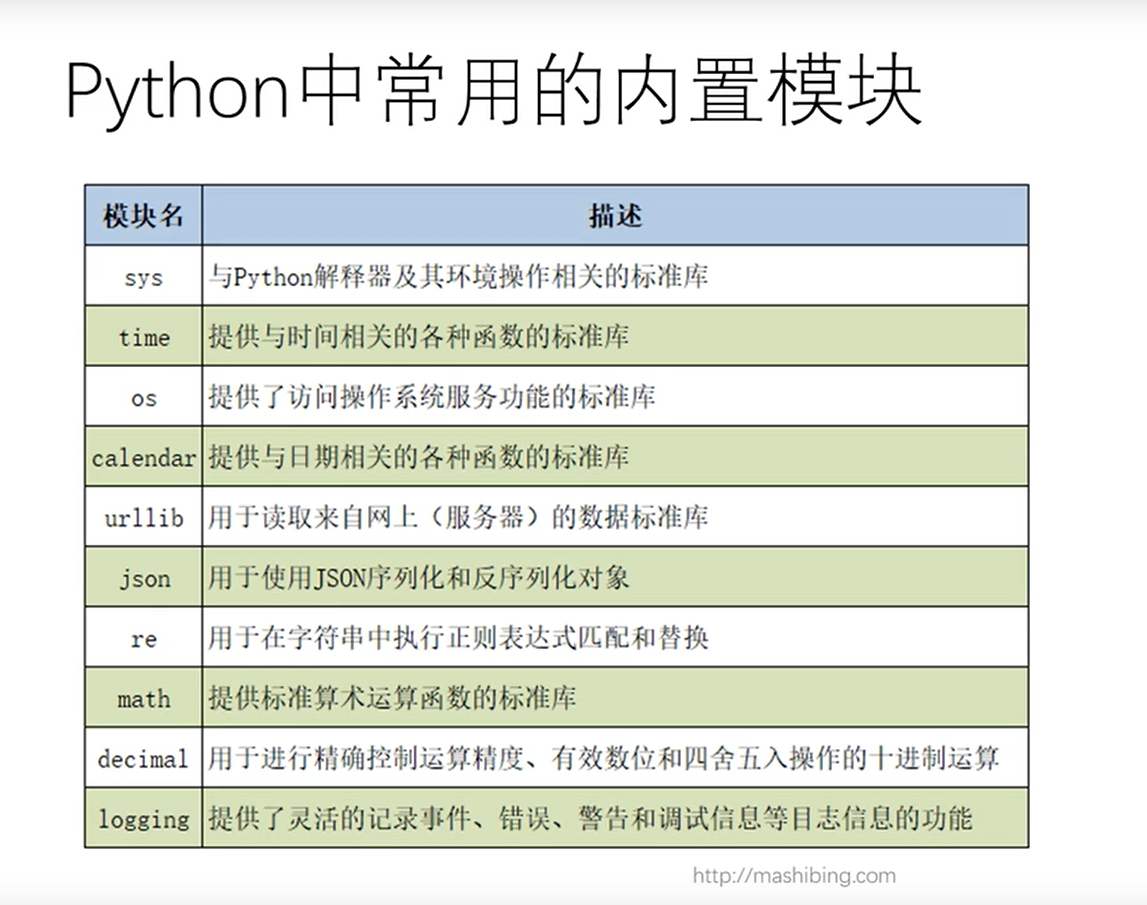 Python中常用的内置模块
模块名 描述
sys 与Python解释器及其环境操作相关的标准库
time 提供与时间相关的各种函数的标准库
os 提供了访问操作系统服务功能的标准库
calendar 提供与日期相关的各种函数的标准库
urllib 用于读取来自网上（服务器）的数据标准库
json 用于使用JSON序列化和反序列化对象
re 用于在字符串中执行正则表达式匹配和替换
math 提供标准算术运算函数的标准库
decimal 用于进行精确控制运算精度、有效数位和四舍五入操作的十进制运算
logging 提供了灵活的记录事件、错误、警告和调试信息等日志信息的功能
http://mashibing.com